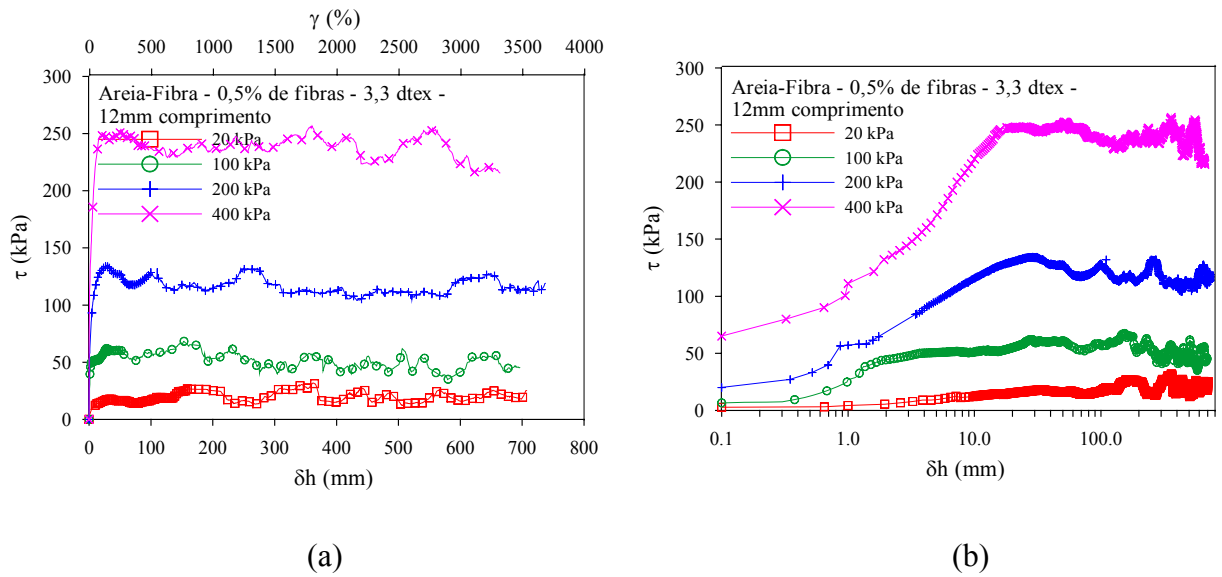 γ (%)
0 500 1000 1500 2000 2500 3000 3500 4000
300
250
200
150
100
50
0
τ (kPa)
Areia-Fibra - 0,5% de fibras - 3,3 dtex -
12mm comprimento
20 kPa
100 kPa
200 kPa
400 kPa
0 100 200 300 400 500 600 700 800
δh (mm)
(a)
300
250
200
150
100
50
0
τ (kPa)
Areia-Fibra - 0,5% de fibras - 3,3 dtex -
12mm comprimento
20 kPa
100 kPa
200 kPa
400 kPa
0.1 1.0 10.0 100.0
δh (mm)
(b)